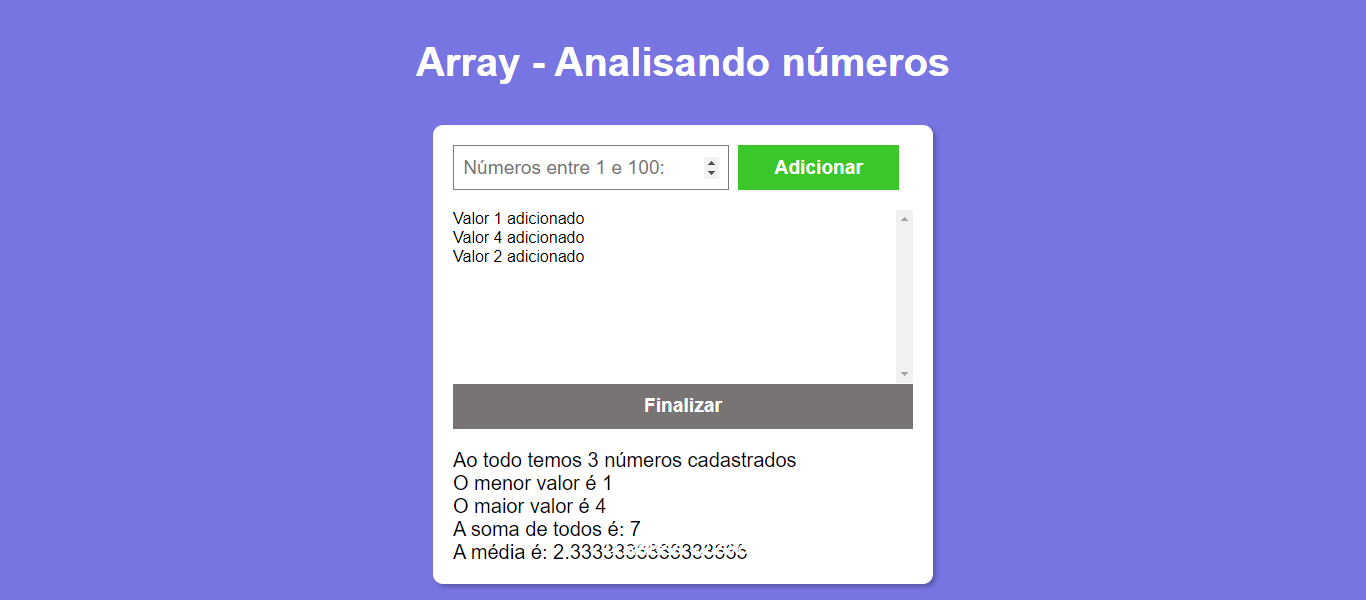 Array - Analisando números
Números entre 1 e 100:
Adicionar
Valor 1 adicionado
Valor 4 adicionado
Valor 2 adicionado
Finalizar
Ao todo temos 3 números cadastrados
O menor valor é 1
O maior valor é 4
A soma de todos é: 7
A média é: 2.3333333333333335